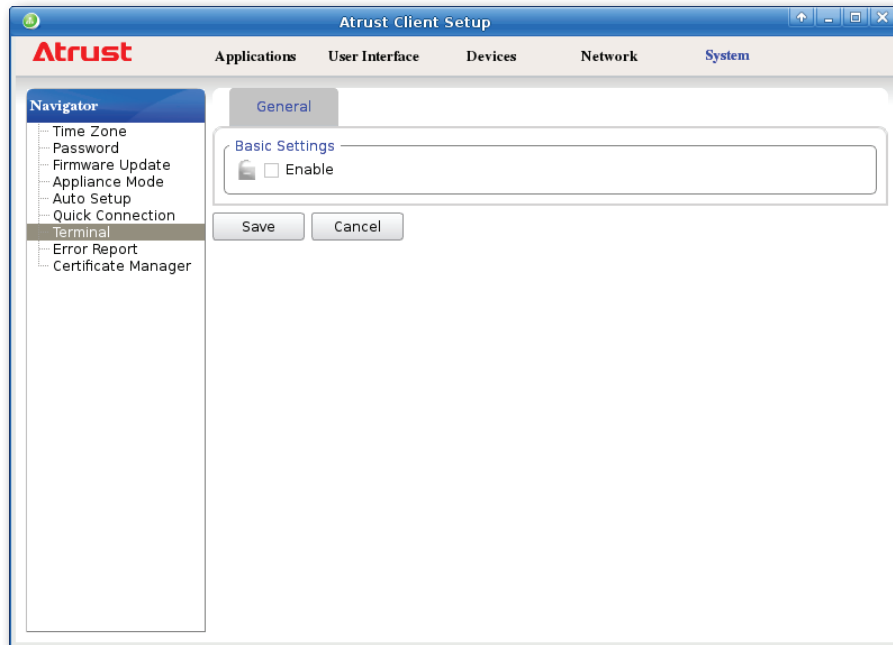 Atrust Client Setup
Atrust
Applications User Interface Devices Network System
Navigator
Time Zone
Password
Firmware Update
Appliance Mode
Auto Setup
Quick Connection
Terminal
Error Report
Certificate Manager
General
Basic Settings
Enable
Save Cancel